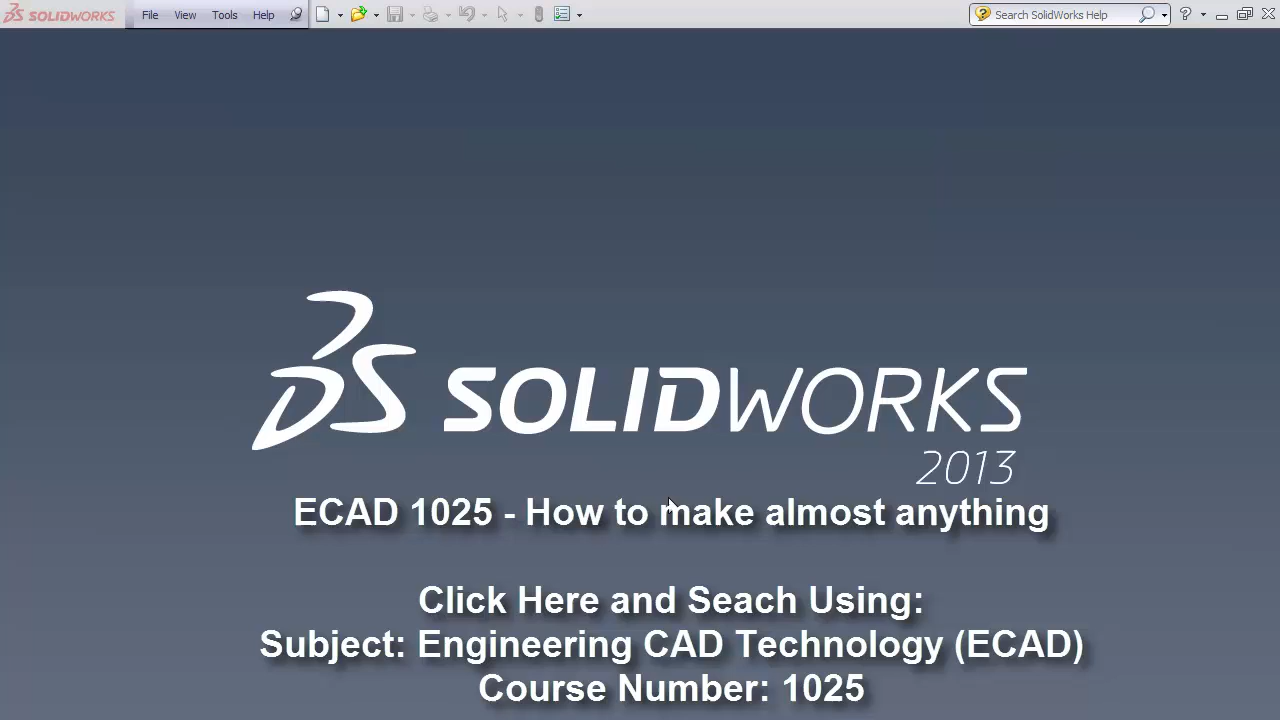 SOLIDWORKS File View Tools Help Search SolidWorks Help ?
SOLIDWORKS
2013
ECAD 1025 - How to make almost anything
Click Here and Seach Using:
Subject: Engineering CAD Technology (ECAD)
Course Number: 1025